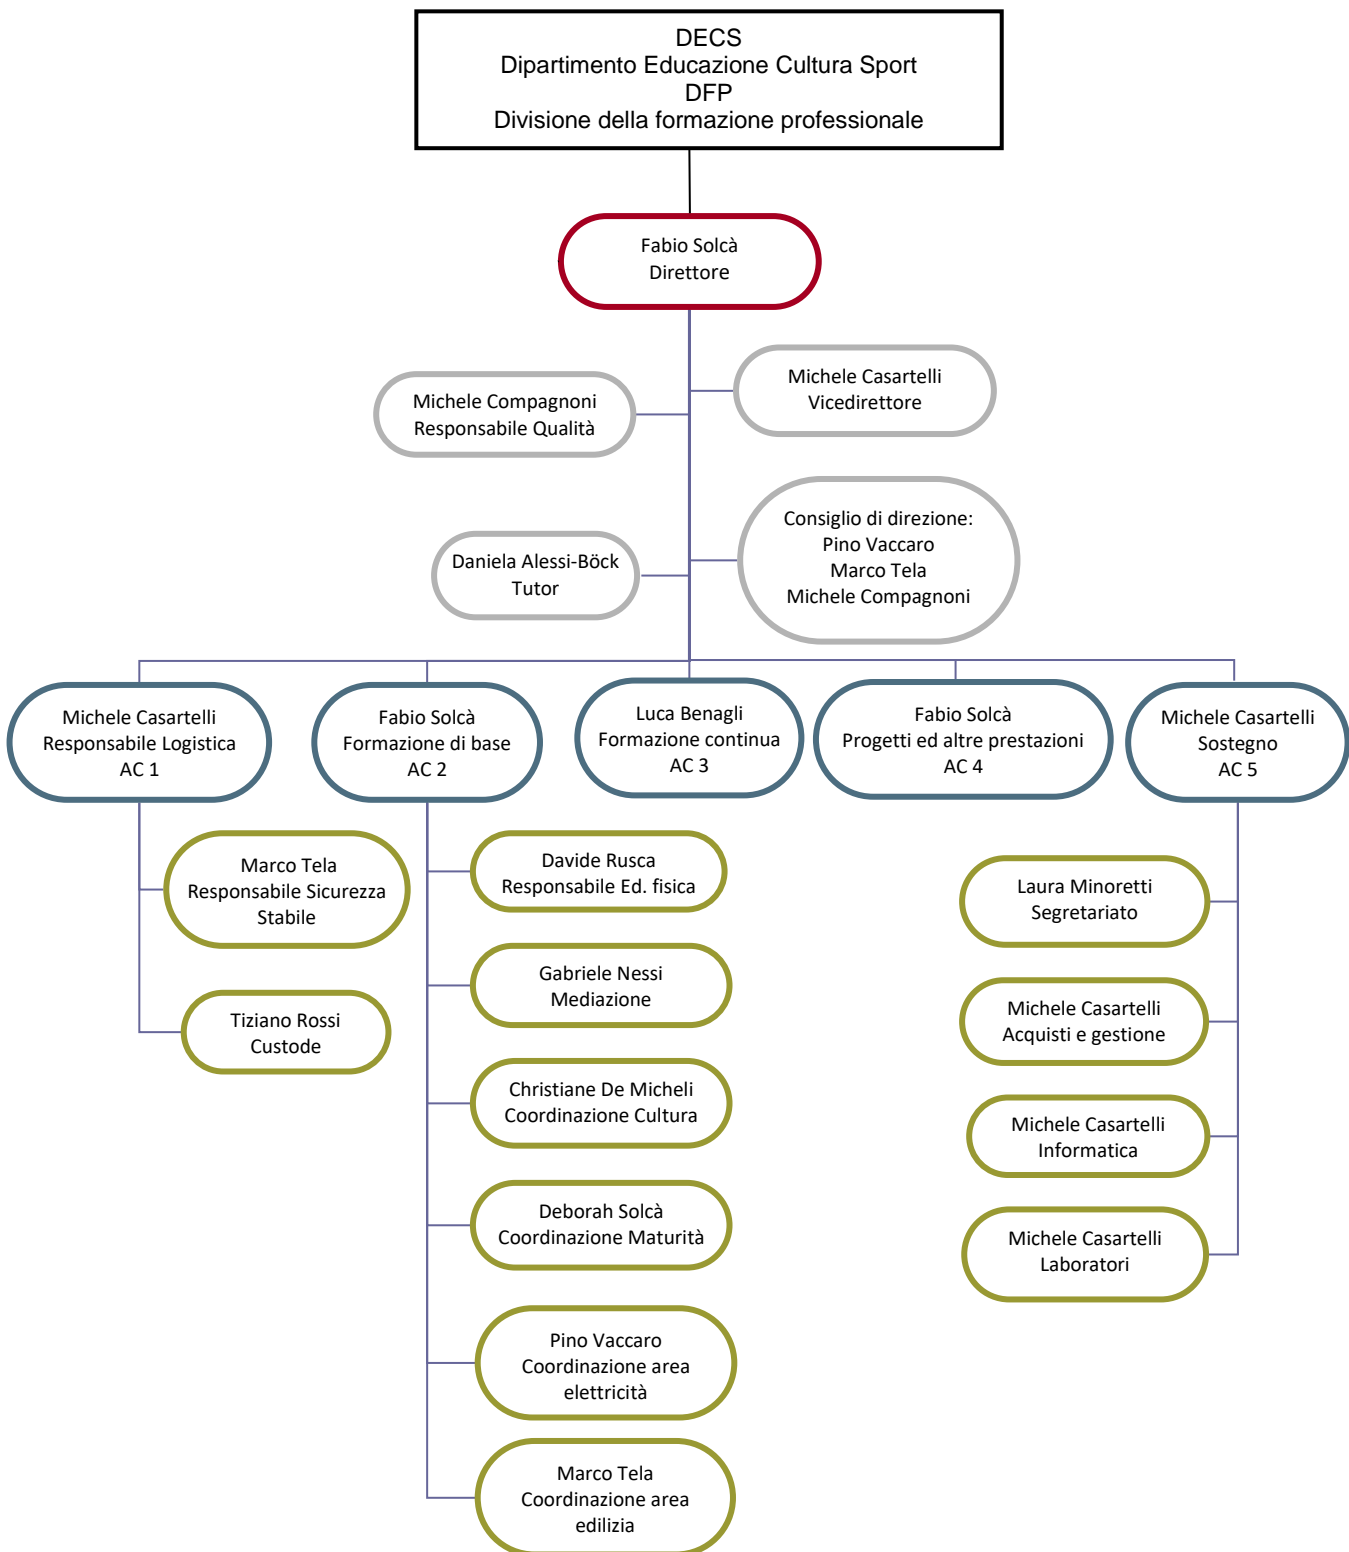 DECS
Dipartimento Educazione Cultura Sport
DFP
Divisione della formazione professionale
Fabio Solcà
Direttore
Michele Casartelli
Vicedirettore
Michele Compagnoni
Responsabile Qualità
Consiglio di direzione:
Pino Vaccaro
Marco Tela
Michele Compagnoni
Daniela Alessi-Böck
Tutor
Michele Casartelli
Responsabile Logistica
AC 1
Fabio Solcà
Formazione di base
AC 2
Luca Benagli
Formazione continua
AC 3
Fabio Solcà
Progetti ed altre prestazioni
AC 4
Michele Casartelli
Sostegno
AC 5
Marco Tela
Responsabile Sicurezza
Stabile
Tiziano Rossi
Custode
Davide Rusca
Responsabile Ed. fisica
Gabriele Nessi
Mediazione
Christiane De Micheli
Coordinazione Cultura
Deborah Solcà
Coordinazione Maturità
Pino Vaccaro
Coordinazione area
elettricità
Marco Tela
Coordinazione area
edilizia
Laura Minoretti
Segretariato
Michele Casartelli
Acquisti e gestione
Michele Casartelli
Informatica
Michele Casartelli
Laboratori